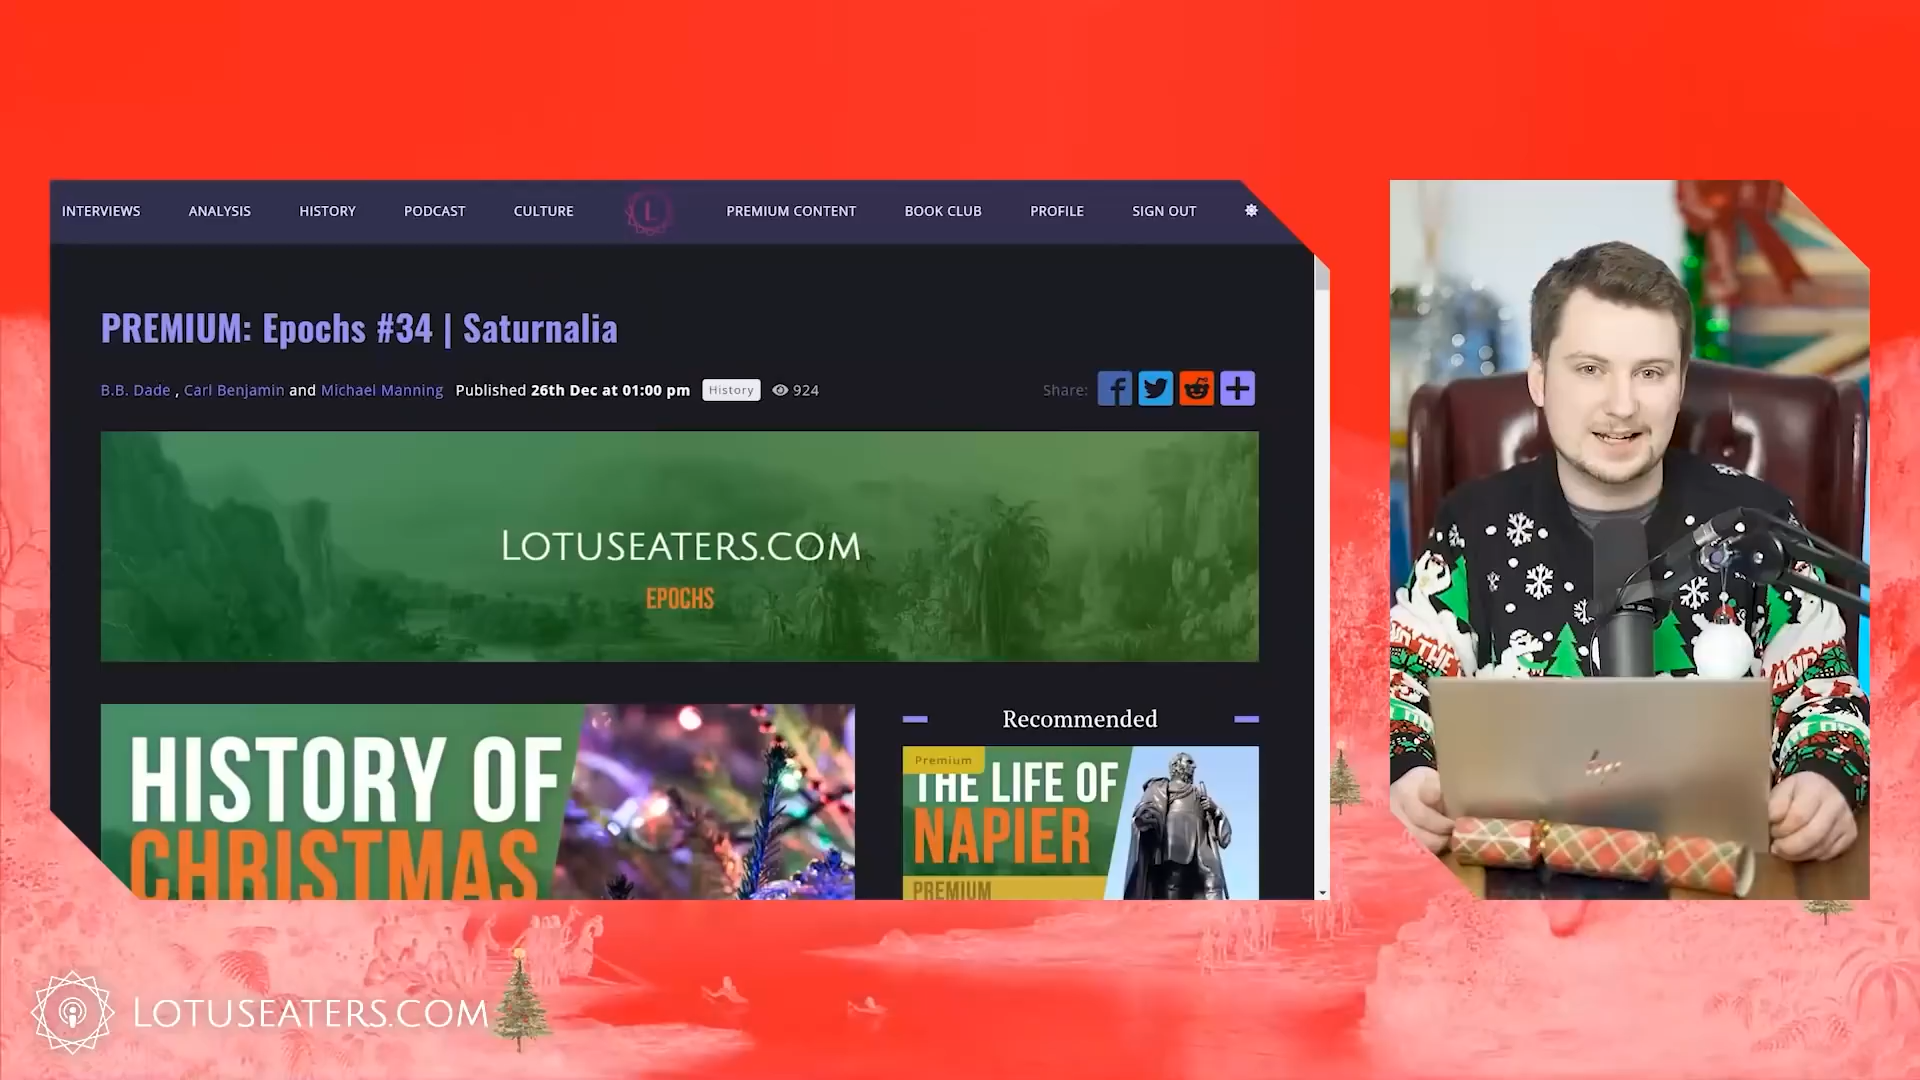 INTERVIEWS ANALYSIS HISTORY PODCAST CULTURE L PREMIUM CONTENT BOOK CLUB PROFILE SIGN OUT
PREMIUM: Epochs #34 | Saturnalia
B.B. Dade , Carl Benjamin and Michael Manning Published 26th Dec at 01:00 pm History 924
Share:
LOTUSEATERS.COM
EPOCHS
HISTORY OF
CHRISTMAS
Recommended
Premium
THE LIFE OF
NAPIER
PREMIUM
THE
AND
LOTUSEATERS.COM